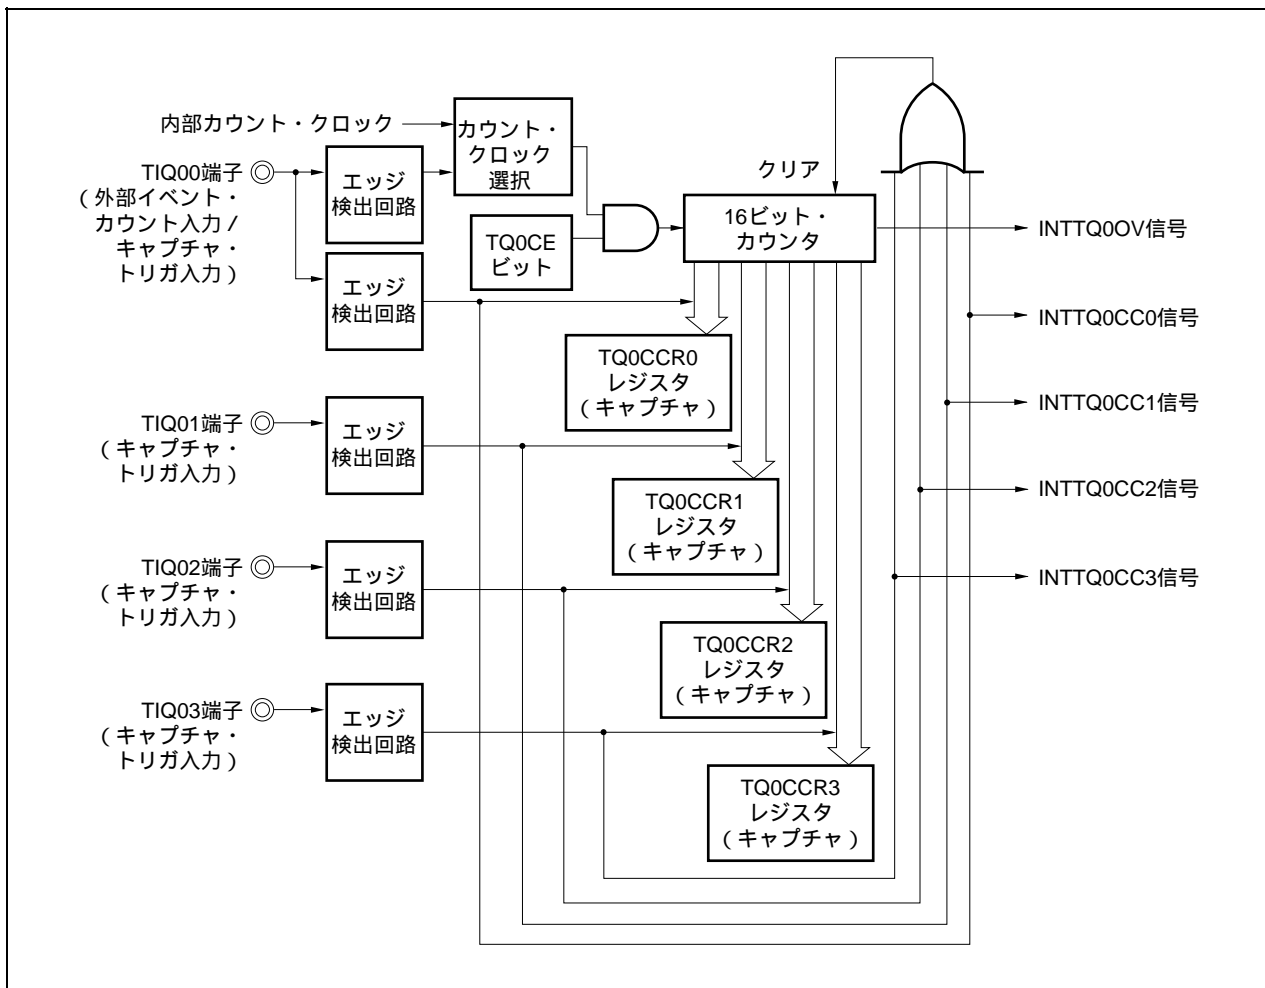 内部カウント・クロック
カウント・
クロック
選択
TIQ00端子
（外部イベント・
カウント入力／
キャプチャ・
トリガ入力）
エッジ
検出回路
エッジ
検出回路
TQ0CE
ビット
クリア
16ビット・
カウンタ
INTTQ0OV信号
INTTQ0CC0信号
INTTQ0CC1信号
INTTQ0CC2信号
INTTQ0CC3信号
TQ0CCR0
レジスタ
（キャプチャ）
TIQ01端子
（キャプチャ・
トリガ入力）
エッジ
検出回路
TQ0CCR1
レジスタ
（キャプチャ）
TIQ02端子
（キャプチャ・
トリガ入力）
エッジ
検出回路
TQ0CCR2
レジスタ
（キャプチャ）
TIQ03端子
（キャプチャ・
トリガ入力）
エッジ
検出回路
TQ0CCR3
レジスタ
（キャプチャ）